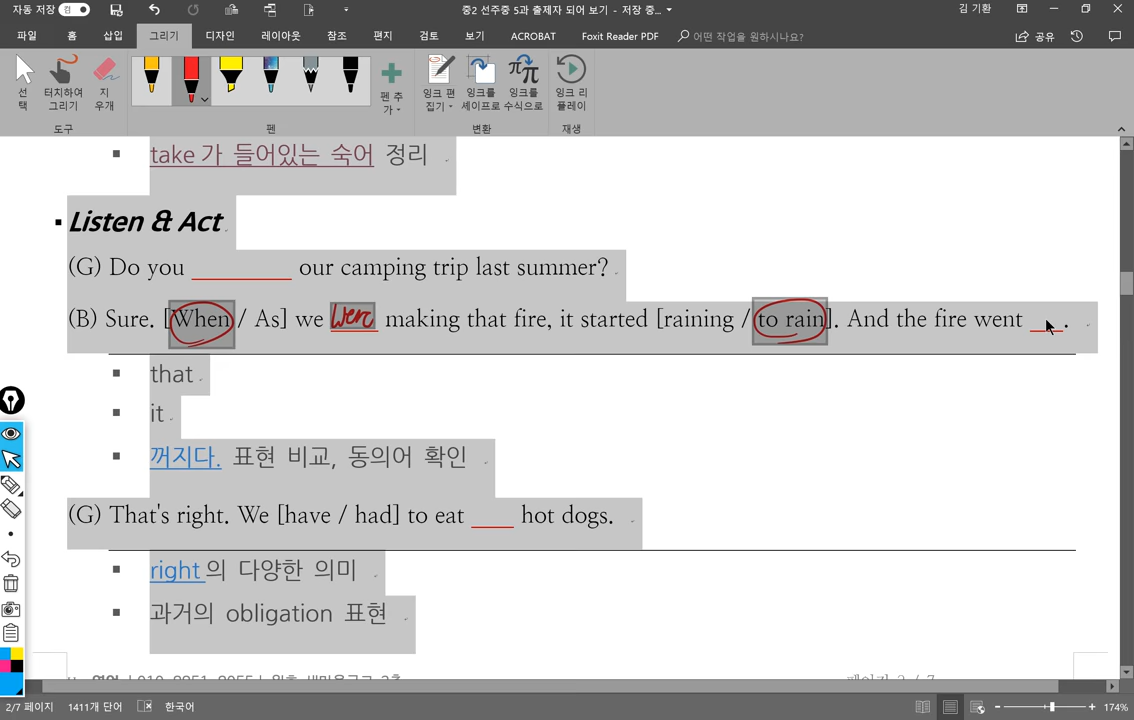 자동 저장 컴
중2 선주중 5과 출제자 되어 보기 - 저장 중...
김 기환
파일 홈 삽입 그리기 디자인 레이아웃 참조 편지 검토 보기 ACROBAT Foxit Reader PDF 어떤 작업을 원하시나요? 공유
선택 터치하여 그리기 지우개 펜 추가 잉크 편집기 잉크를 셰이프로 잉크를 수식으로 잉크 리플레이
도구 펜 변환 재생
take가 들어있는 숙어 정리
Listen & Act
(G) Do you ________ our camping trip last summer?
(B) Sure. [When / As] we were making that fire, it started [raining / to rain]. And the fire went ___.
that
it
꺼지다. 표현 비교, 동의어 확인
(G) That's right. We [have / had] to eat ____ hot dogs.
right의 다양한 의미
과거의 obligation 표현
2/7 페이지 1411개 단어 한국어 174%